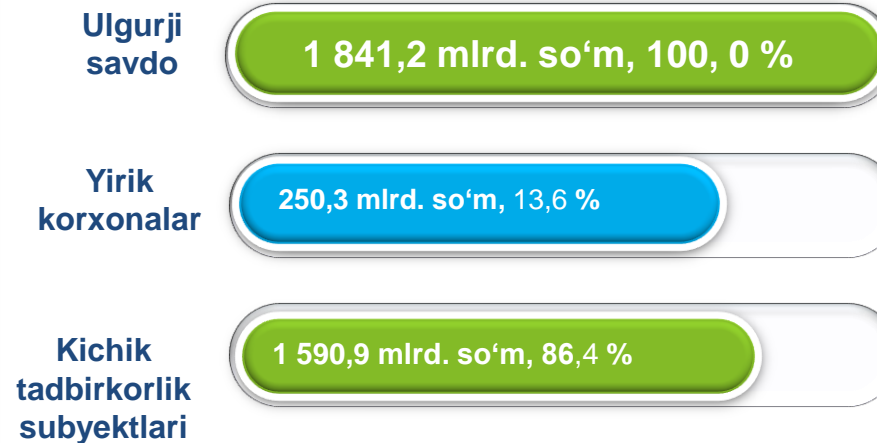 Ulgurji
savdo
1 841,2 mlrd. so‘m, 100, 0 %
Yirik
korxonalar
250,3 mlrd. so‘m, 13,6 %
Kichik
tadbirkorlik
subyektlari
1 590,9 mlrd. so‘m, 86,4 %